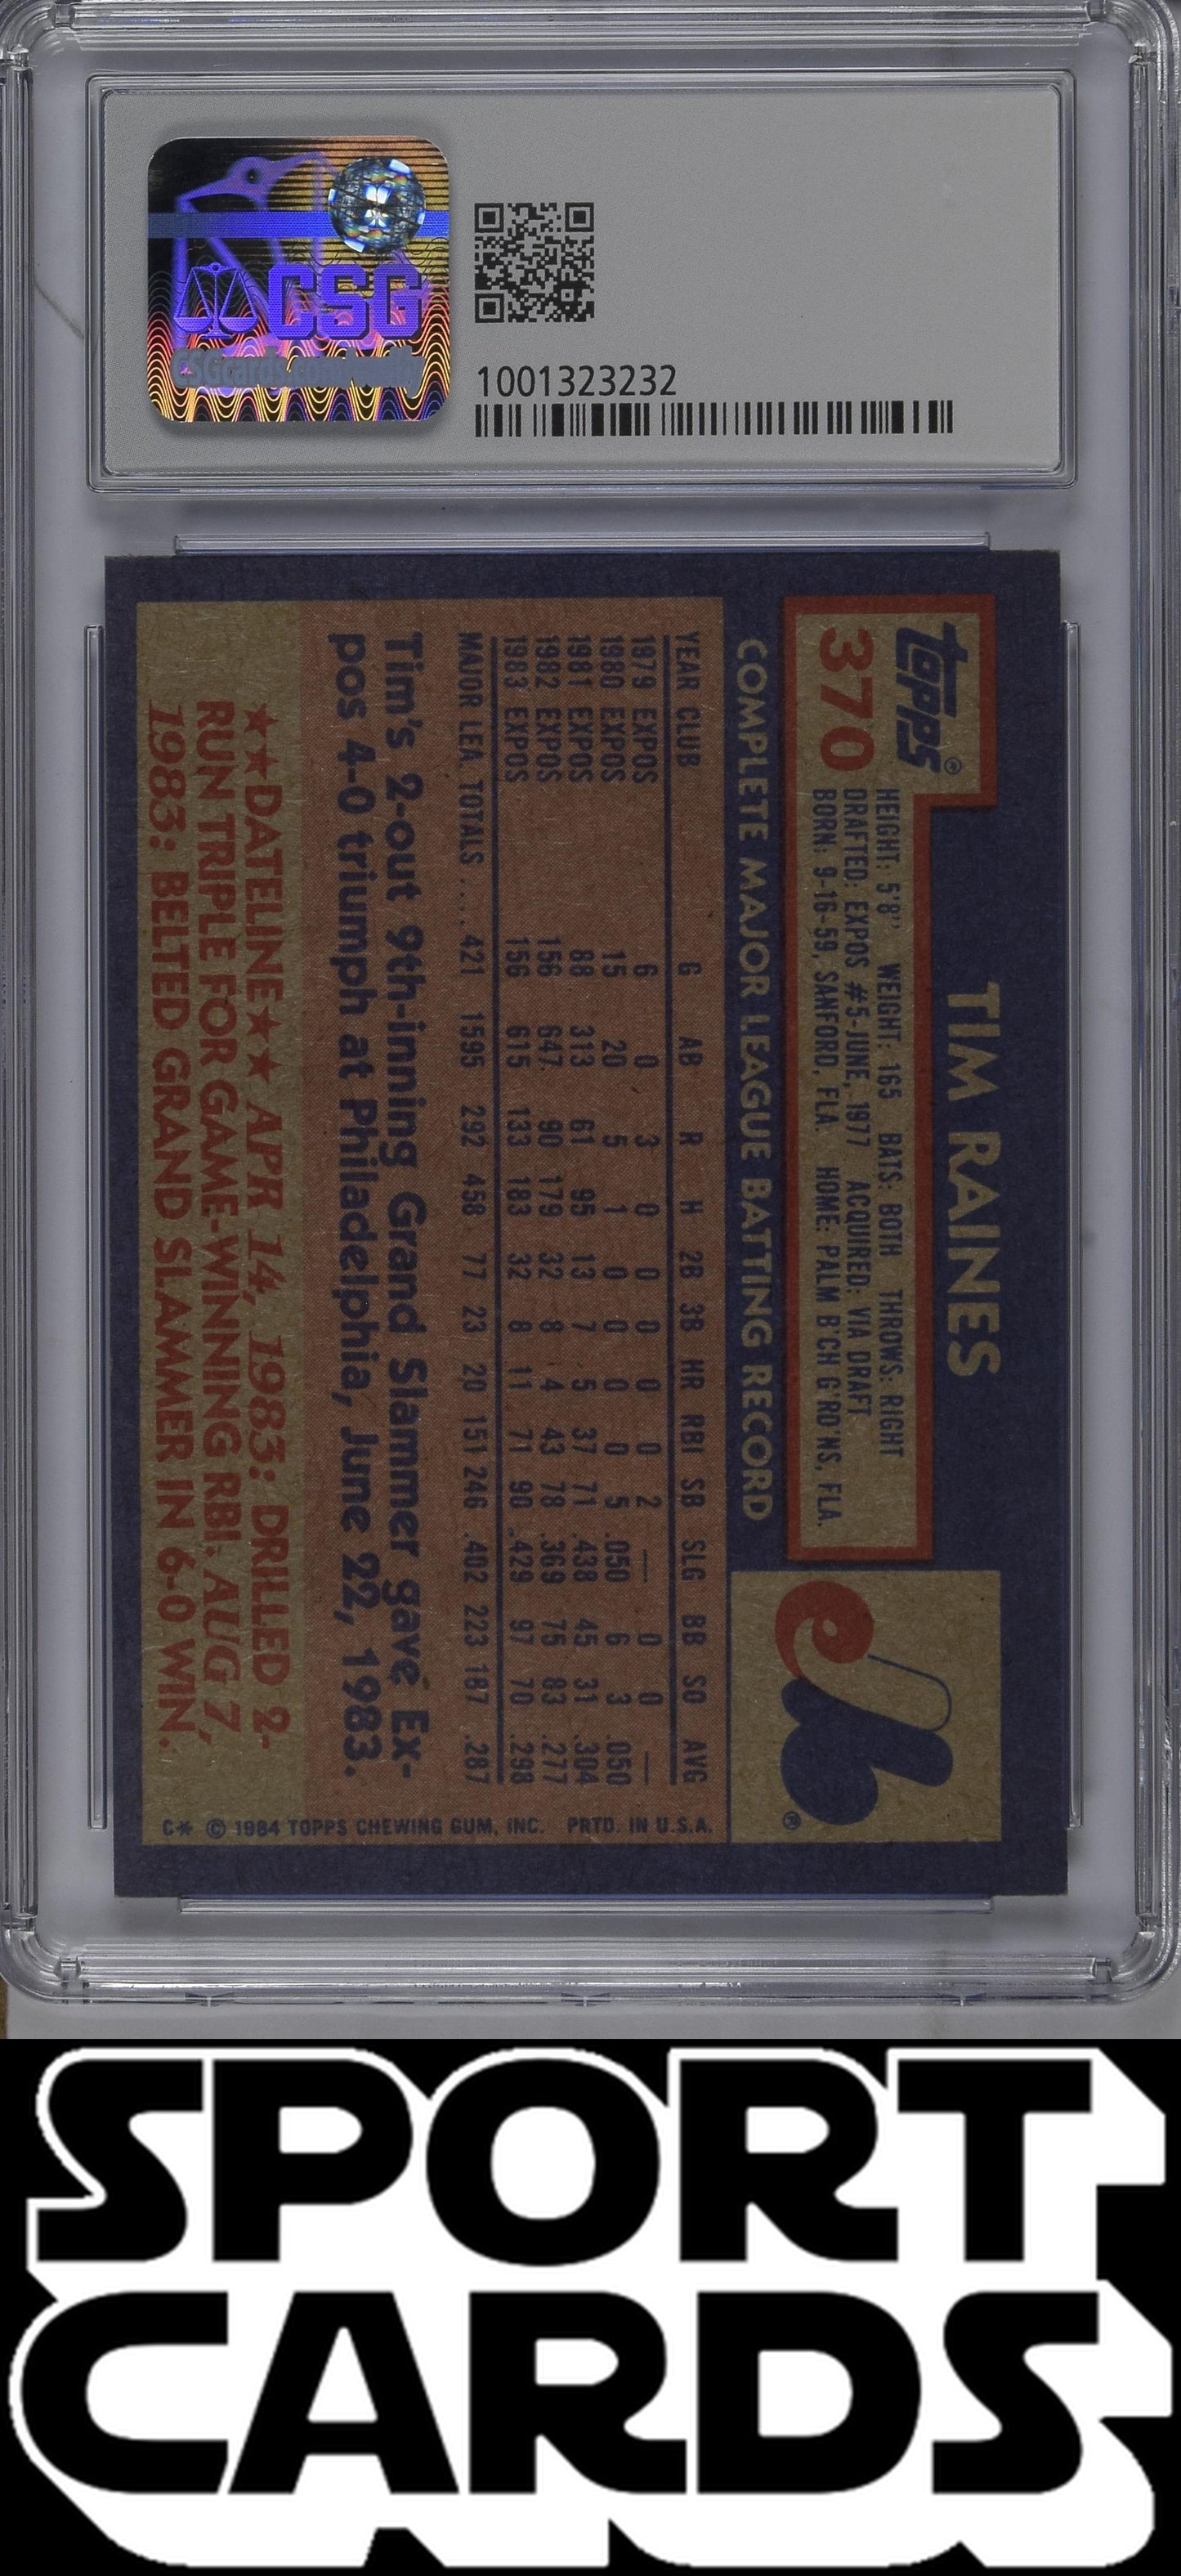 CSG
CSGcards.com/verify
1001323232
topps®
370
TIM RAINES
HEIGHT: 5'8" WEIGHT: 165 BATS: BOTH THROWS: RIGHT
DRAFTED: EXPOS #5-JUNE, 1977 ACQUIRED: VIA DRAFT
BORN: 9-16-59, SANFORD, FLA. HOME: PALM B'CH G'RD'NS, FLA.
COMPLETE MAJOR LEAGUE BATTING RECORD
YEAR CLUB G AB R H 2B 3B HR RBI SB SLG BB SO AVG
1979 EXPOS 6 0 3 0 0 0 0 0 2 — 0 0 —
1980 EXPOS 15 20 5 1 0 0 0 0 5 .050 6 3 .050
1981 EXPOS 88 313 61 95 13 7 5 37 71 .438 45 31 .304
1982 EXPOS 156 647 90 179 32 8 4 43 78 .369 75 83 .277
1983 EXPOS 156 615 133 183 32 8 11 71 90 .429 97 70 .298
MAJOR LEA. TOTALS .... 421 1595 292 458 77 23 20 151 246 .402 223 187 .287
Tim's 2-out 9th-inning Grand Slammer gave Ex-
pos 4-0 triumph at Philadelphia, June 22, 1983.
★★DATELINE★★ APR 14, 1983: DRILLED 2-
RUN TRIPLE FOR GAME-WINNING RBI. AUG 7,
1983: BELTED GRAND SLAMMER IN 6-0 WIN.
C* © 1984 TOPPS CHEWING GUM, INC. PRTD. IN U.S.A.
®
SPORT
CARDS